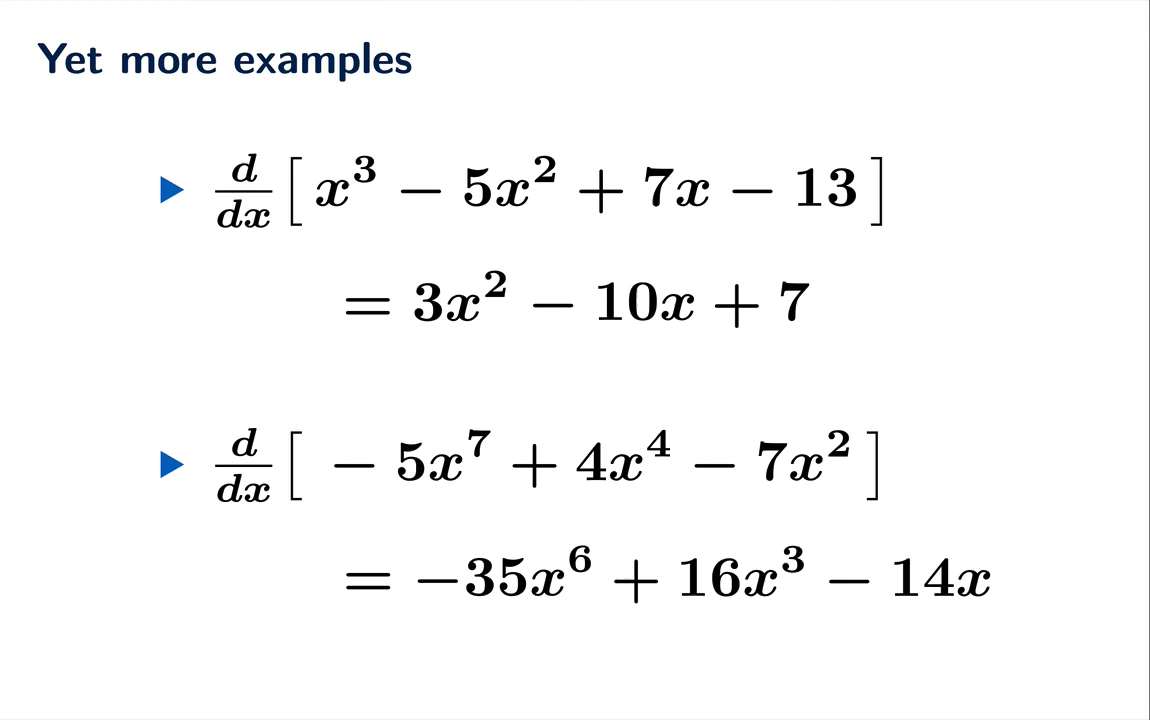 Yet more examples
▶ d/dx [ x³ − 5x² + 7x − 13 ]
= 3x² − 10x + 7
▶ d/dx [ − 5x⁷ + 4x⁴ − 7x² ]
= −35x⁶ + 16x³ − 14x